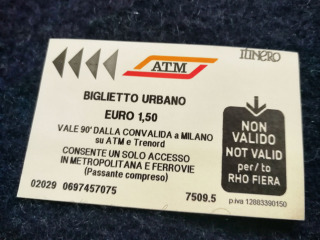 ATM
ITINERO
BIGLIETTO URBANO
EURO 1,50
VALE 90' DALLA CONVALIDA a MILANO
su ATM e Trenord
CONSENTE UN SOLO ACCESSO
IN METROPOLITANA E FERROVIE
(Passante compreso)
02029 0697457075 7509.5
NON
VALIDO
NOT VALID
per/to
RHO FIERA
p.iva 12883390150